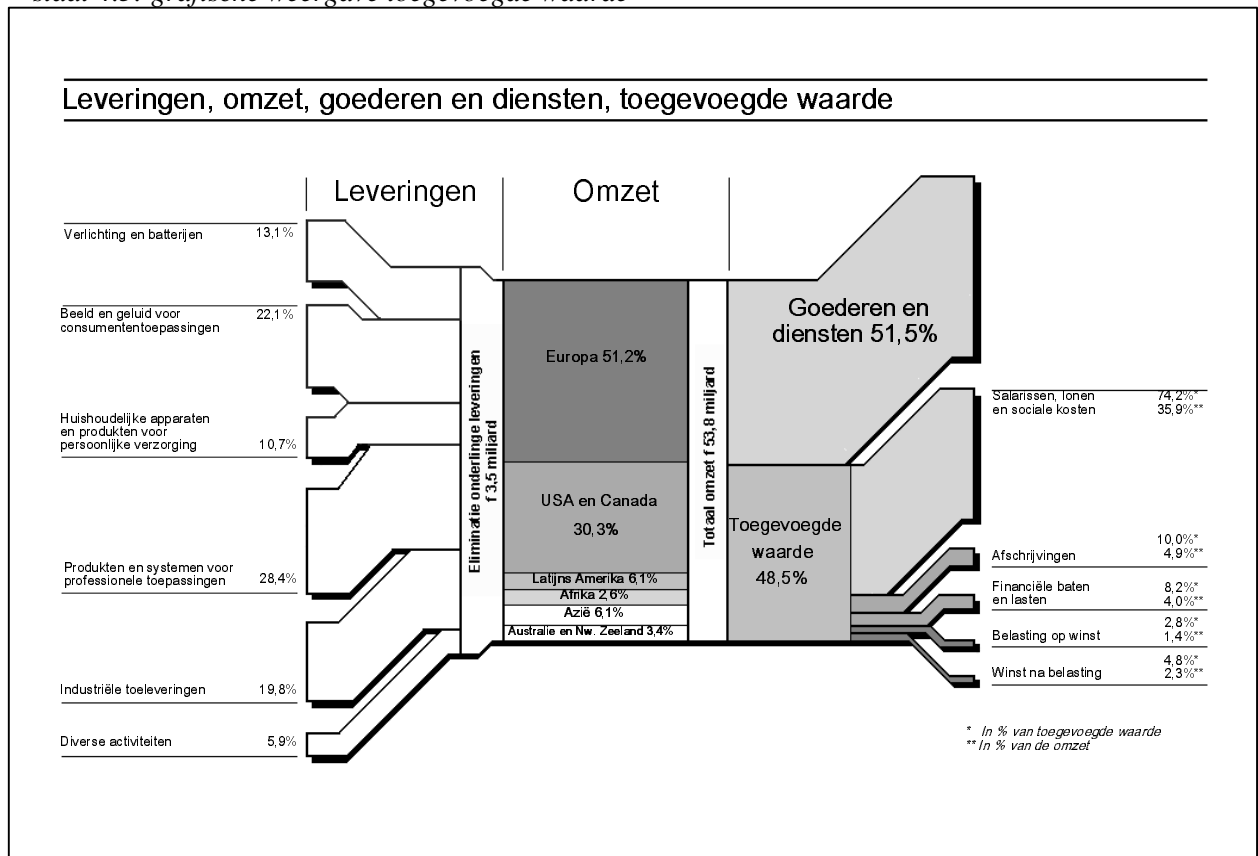 Leveringen, omzet, goederen en diensten, toegevoegde waarde
Leveringen
Omzet
Verlichting en batterijen 13,1%
Beeld en geluid voor 22,1%
consumententoepassingen
Huishoudelijke apparaten
en produkten voor
persoonlijke verzorging 10,7%
Produkten en systemen voor
professionele toepassingen 28,4%
Industriële toeleveringen 19,8%
Diverse activiteiten 5,9%
Eliminatie onderlinge leveringen
f 3,5 miljard
Europa 51,2%
USA en Canada
30,3%
Latijns Amerika 6,1%
Afrika 2,6%
Azië 6,1%
Australie en Nw. Zeeland 3,4%
Totaal omzet f 53,8 miljard
Goederen en
diensten 51,5%
Toegevoegde
waarde
48,5%
Salarissen, lonen 74,2%*
en sociale kosten 35,9%**
10,0%*
Afschrijvingen 4,9%**
Financiële baten 8,2%*
en lasten 4,0%**
2,8%*
Belasting op winst 1,4%**
4,8%*
Winst na belasting 2,3%**
* In % van toegevoegde waarde
** In % van de omzet